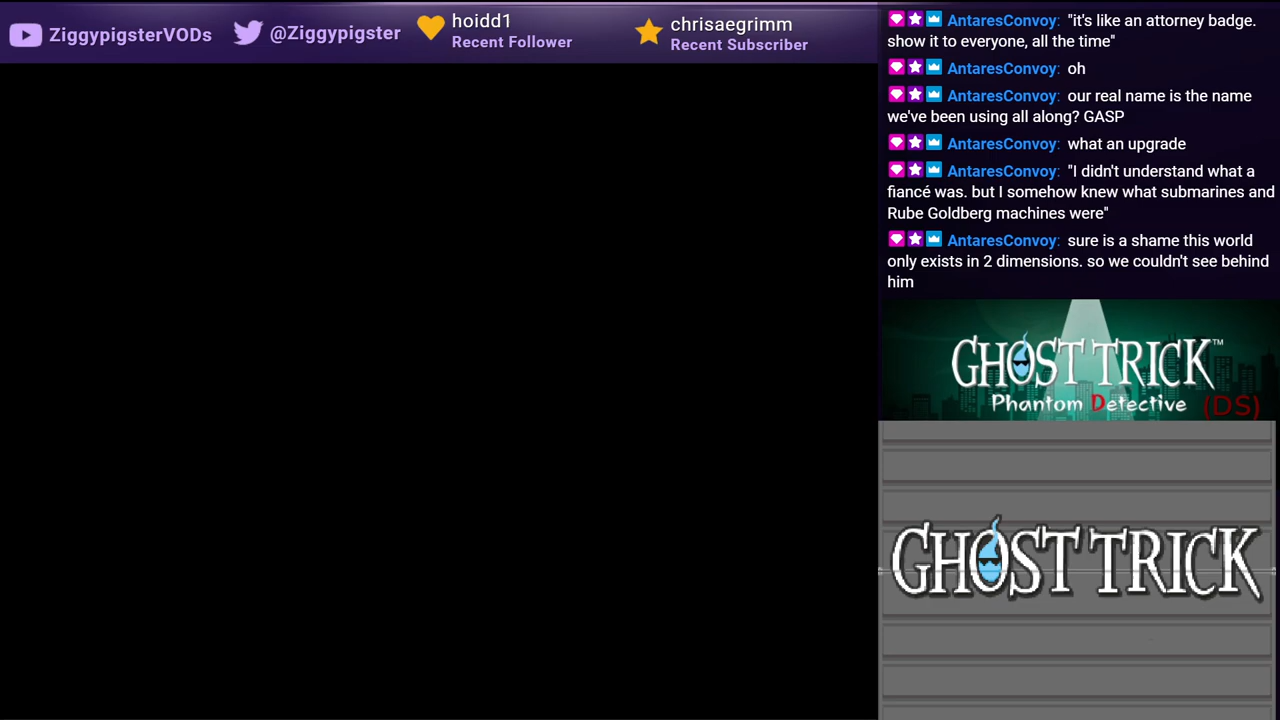 ZiggypigsterVODs
@Ziggypigster
hoidd1
Recent Follower
chrisaegrimm
Recent Subscriber
AntaresConvoy: "it's like an attorney badge.
show it to everyone, all the time"
AntaresConvoy: oh
AntaresConvoy: our real name is the name
we've been using all along? GASP
AntaresConvoy: what an upgrade
AntaresConvoy: "I didn't understand what a
fiancé was. but I somehow knew what submarines and
Rube Goldberg machines were"
AntaresConvoy: sure is a shame this world
only exists in 2 dimensions. so we couldn't see behind
him
GHOST TRICK™
Phantom Detective (DS)
GHOST TRICK